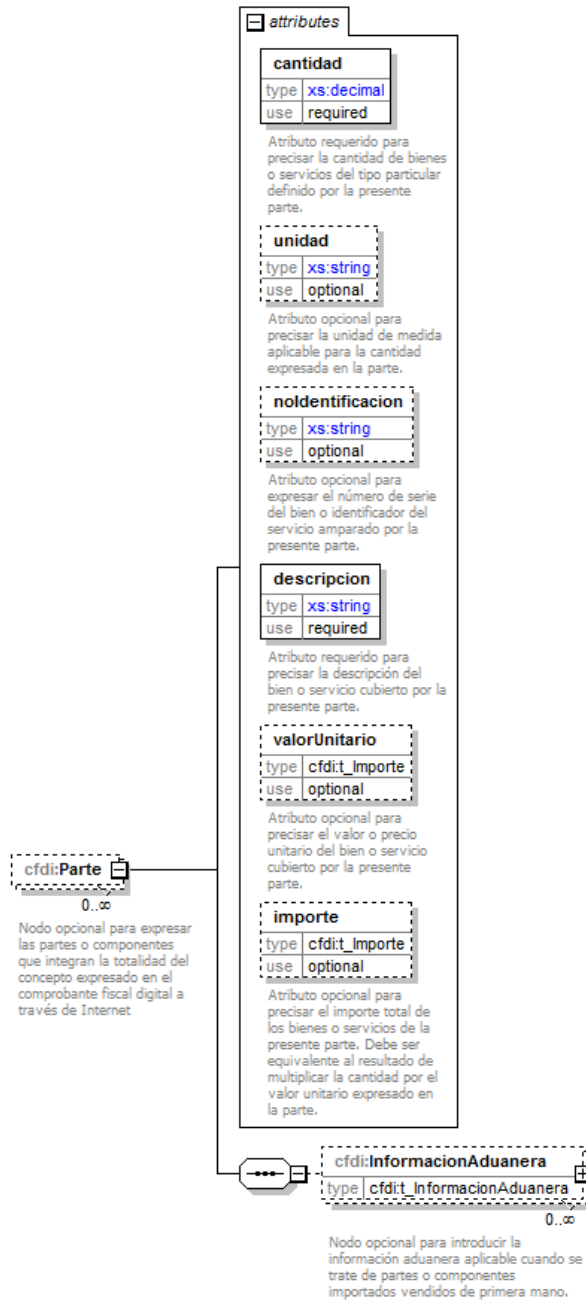 attributes
cantidad
type xs:decimal
use required
Atributo requerido para
precisar la cantidad de bienes
o servicios del tipo particular
definido por la presente
parte.
unidad
type xs:string
use optional
Atributo opcional para
precisar la unidad de medida
aplicable para la cantidad
expresada en la parte.
noIdentificacion
type xs:string
use optional
Atributo opcional para
expresar el número de serie
del bien o identificador del
servicio amparado por la
presente parte.
descripcion
type xs:string
use required
Atributo requerido para
precisar la descripción del
bien o servicio cubierto por la
presente parte.
valorUnitario
type cfdi:t_Importe
use optional
Atributo opcional para
precisar el valor o precio
unitario del bien o servicio
cubierto por la presente
parte.
cfdi:Parte
0..∞
Nodo opcional para expresar
las partes o componentes
que integran la totalidad del
concepto expresado en el
comprobante fiscal digital a
través de Internet
importe
type cfdi:t_Importe
use optional
Atributo opcional para
precisar el importe total de
los bienes o servicios de la
presente parte. Debe ser
equivalente al resultado de
multiplicar la cantidad por el
valor unitario expresado en
la parte.
cfdi:InformacionAduanera
type cfdi:t_InformacionAduanera
0..∞
Nodo opcional para introducir la
información aduanera aplicable cuando se
trate de partes o componentes
importados vendidos de primera mano.